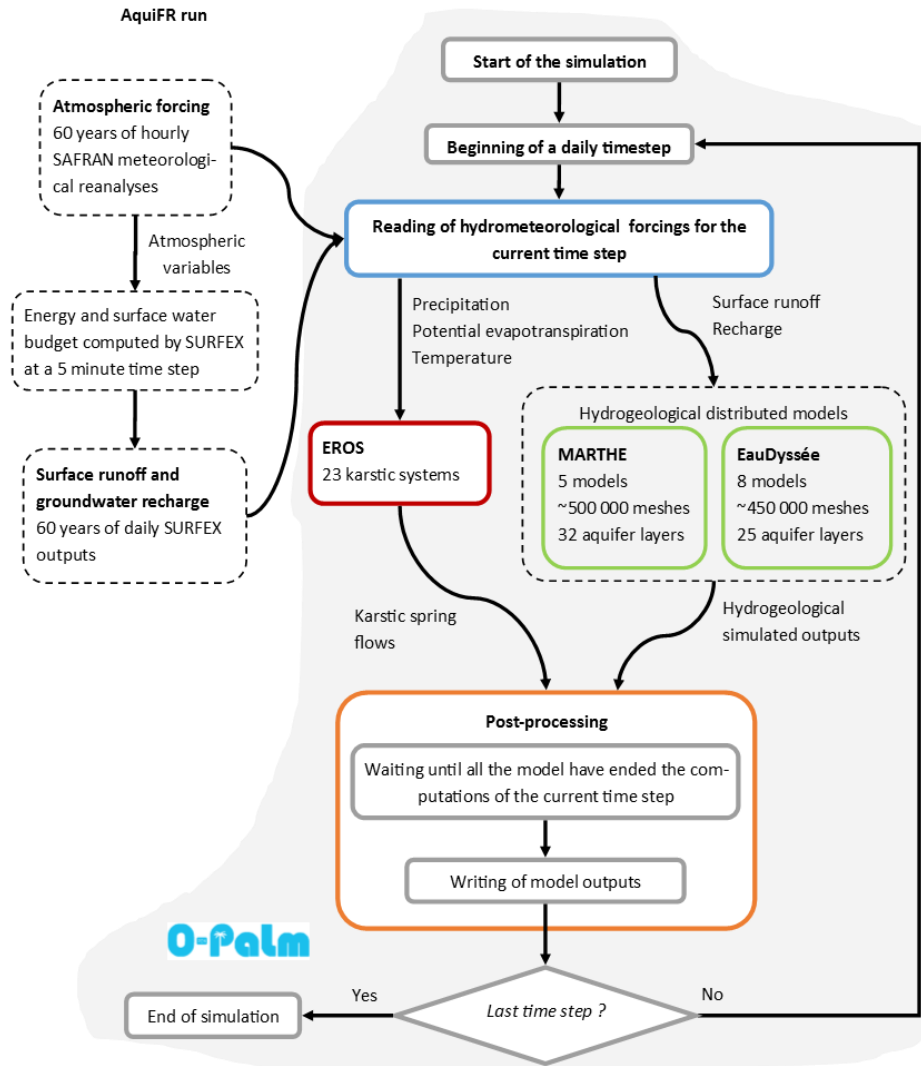 AquiFR run
Start of the simulation
Atmospheric forcing
60 years of hourly
SAFRAN meteorologi-
cal reanalyses
Beginning of a daily timestep
Reading of hydrometeorological forcings for the
current time step
Atmospheric
variables
Energy and surface water
budget computed by SURFEX
at a 5 minute time step
Surface runoff and
groundwater recharge
60 years of daily SURFEX
outputs
Precipitation
Potential evapotranspiration
Temperature
Surface runoff
Recharge
EROS
23 karstic systems
Hydrogeological distributed models
MARTHE
5 models
~500 000 meshes
32 aquifer layers
EauDyssée
8 models
~450 000 meshes
25 aquifer layers
Karstic spring
flows
Hydrogeological
simulated outputs
Post-processing
Waiting until all the model have ended the com-
putations of the current time step
Writing of model outputs
O-PaLm
Last time step ?
Yes
No
End of simulation